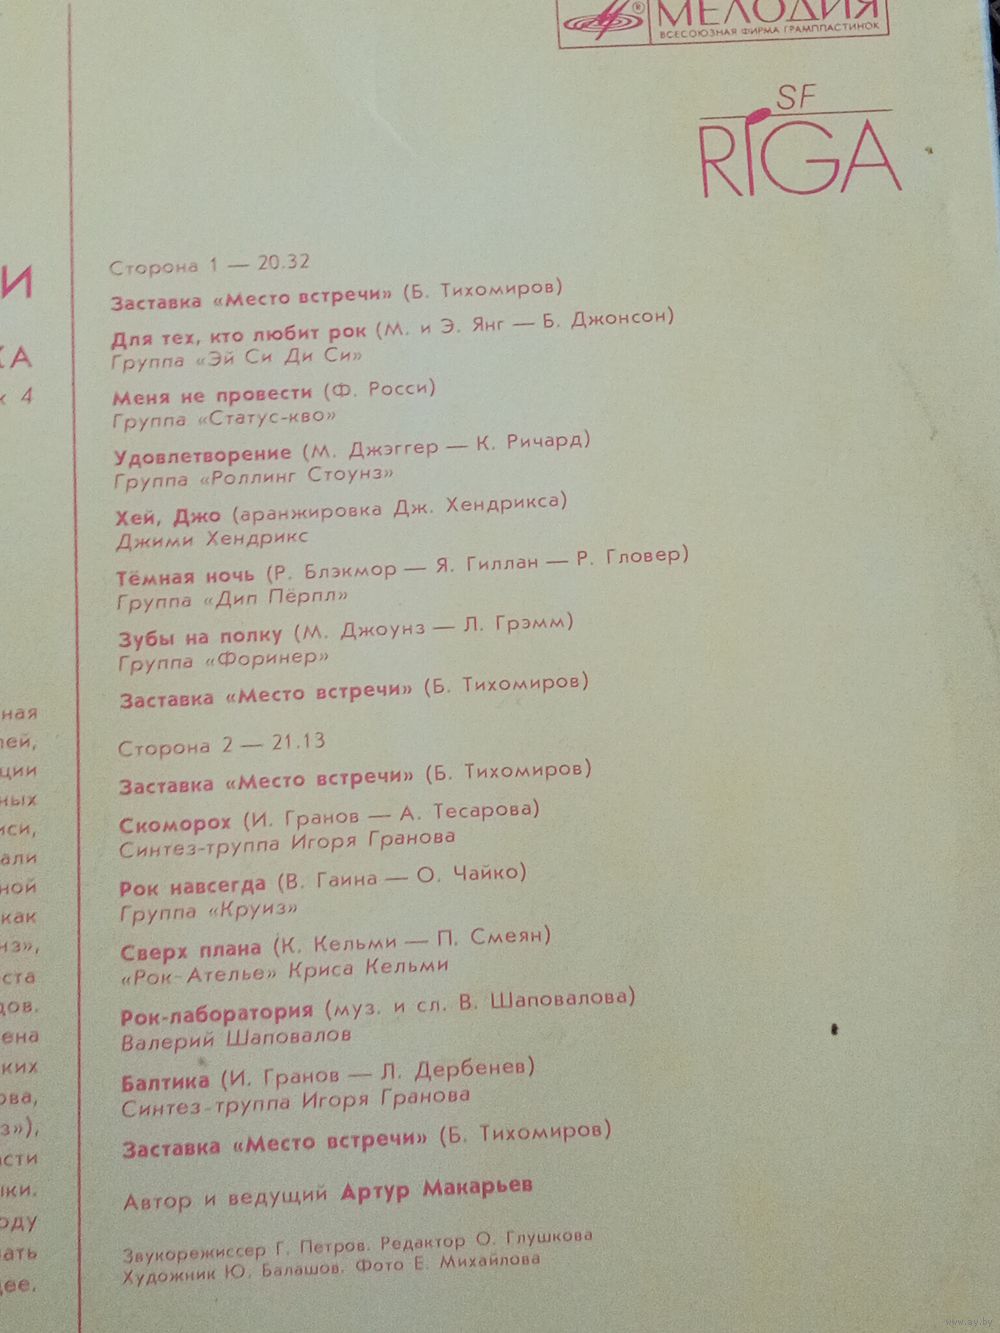 МЕЛОДИЯ
ВСЕСОЮЗНАЯ ФИРМА ГРАМПЛАСТИНОК
SF
RIGA
Сторона 1 — 20.32
Заставка «Место встречи» (Б. Тихомиров)
Для тех, кто любит рок (М. и Э. Янг — Б. Джонсон)
Группа «Эй Си Ди Си»
Меня не провести (Ф. Росси)
Группа «Статус-кво»
Удовлетворение (М. Джэггер — К. Ричард)
Группа «Роллинг Стоунз»
Хей, Джо (аранжировка Дж. Хендрикса)
Джими Хендрикс
Тёмная ночь (Р. Блэкмор — Я. Гиллан — Р. Гловер)
Группа «Дип Пёрпл»
Зубы на полку (М. Джоунз — Л. Грэмм)
Группа «Форинер»
Заставка «Место встречи» (Б. Тихомиров)
Сторона 2 — 21.13
Заставка «Место встречи» (Б. Тихомиров)
Скоморох (И. Гранов — А. Тесарова)
Синтез-труппа Игоря Гранова
Рок навсегда (В. Гаина — О. Чайко)
Группа «Круиз»
Сверх плана (К. Кельми — П. Смеян)
«Рок-Ателье» Криса Кельми
Рок-лаборатория (муз. и сл. В. Шаповалова)
Валерий Шаповалов
Балтика (И. Гранов — Л. Дербенев)
Синтез-труппа Игоря Гранова
Заставка «Место встречи» (Б. Тихомиров)
Автор и ведущий Артур Макарьев
Звукорежиссер Г. Петров. Редактор О. Глушкова
Художник Ю. Балашов. Фото Е. Михайлова
www.ay.by